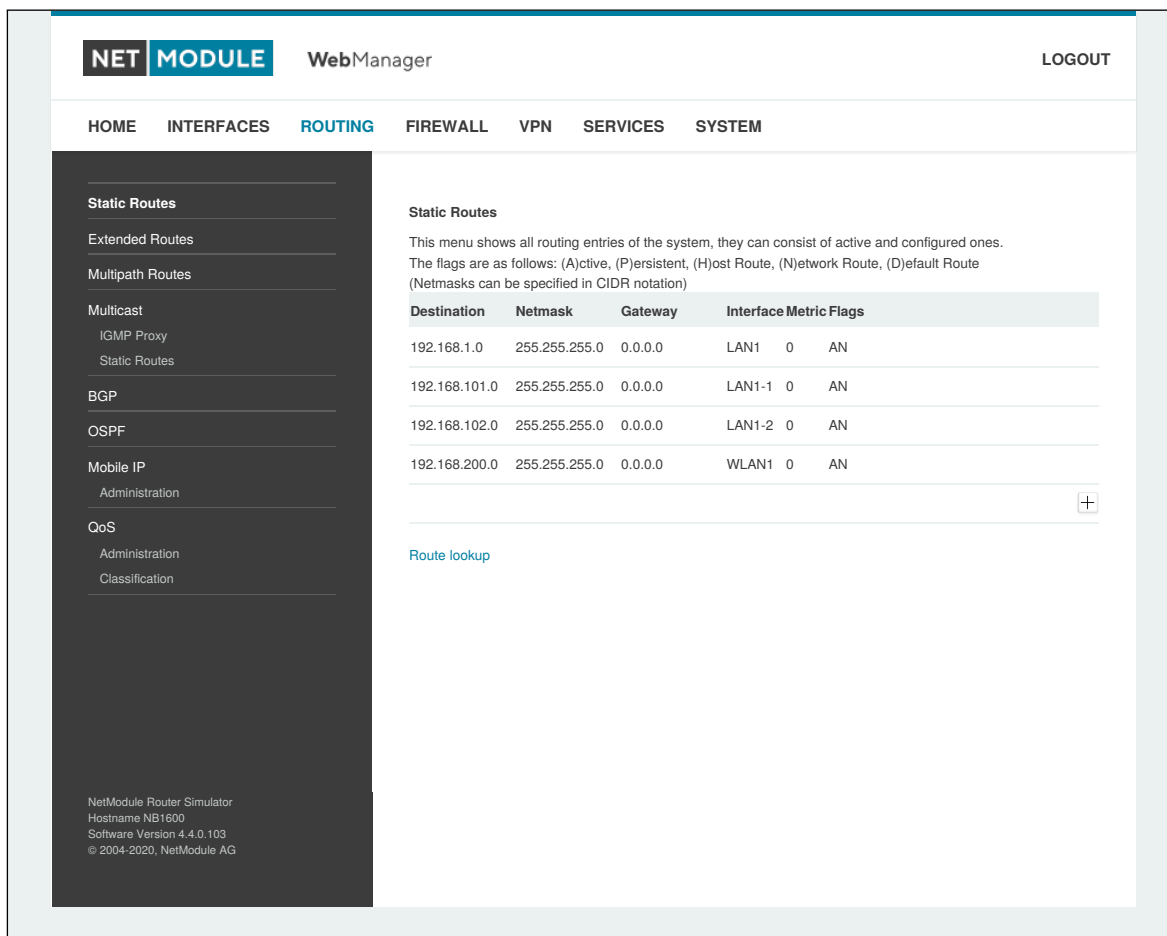 NET MODULE WebManager LOGOUT
HOME INTERFACES ROUTING FIREWALL VPN SERVICES SYSTEM
Static Routes
Extended Routes
Multipath Routes
Multicast
IGMP Proxy
Static Routes
BGP
OSPF
Mobile IP
Administration
QoS
Administration
Classification
NetModule Router Simulator
Hostname NB1600
Software Version 4.4.0.103
© 2004-2020, NetModule AG
Static Routes
This menu shows all routing entries of the system, they can consist of active and configured ones.
The flags are as follows: (A)ctive, (P)ersistent, (H)ost Route, (N)etwork Route, (D)efault Route
(Netmasks can be specified in CIDR notation)
Destination Netmask Gateway Interface Metric Flags
192.168.1.0 255.255.255.0 0.0.0.0 LAN1 0 AN
192.168.101.0 255.255.255.0 0.0.0.0 LAN1-1 0 AN
192.168.102.0 255.255.255.0 0.0.0.0 LAN1-2 0 AN
192.168.200.0 255.255.255.0 0.0.0.0 WLAN1 0 AN
Route lookup